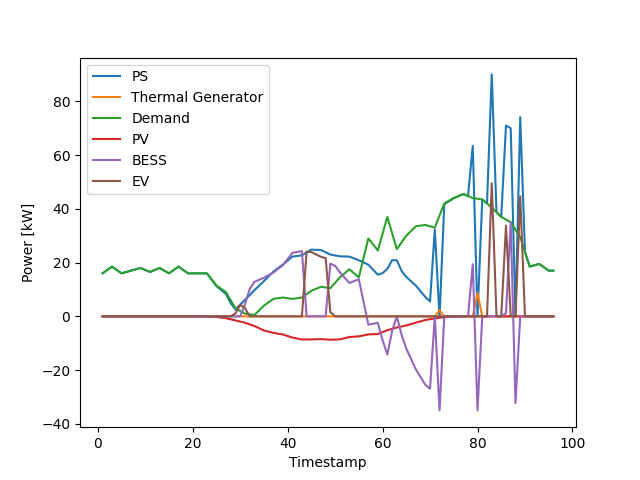 PS
Thermal Generator
Demand
PV
BESS
EV
Power [kW]
80
60
40
20
0
−20
−40
0 20 40 60 80 100
Timestamp